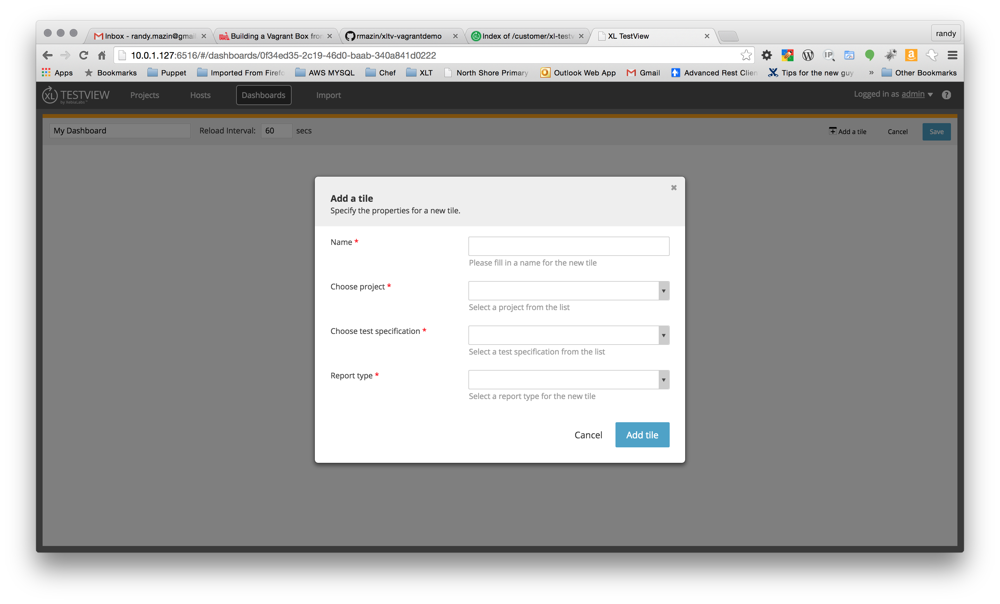 Inbox - randy.mazin@gmail
Building a Vagrant Box from
rmazin/xltv-vagrantdemo
Index of /customer/xl-testv
XL TestView
randy
10.0.1.127:6516/#/dashboards/0f34ed35-2c19-46d0-baab-340a841d0222
IP
Apps
Bookmarks
Puppet
Imported From Firefo
AWS MYSQL
Chef
XLT
North Shore Primary
Outlook Web App
Gmail
Advanced Rest Clien
Tips for the new guy
»
Other Bookmarks
XL TESTVIEW
by XebiaLabs™
Projects
Hosts
Dashboards
Import
Logged in as admin
?
My Dashboard
Reload Interval: 60 secs
Add a tile
Cancel
Save
Add a tile
Specify the properties for a new tile.
Name *
Please fill in a name for the new tile
Choose project *
Select a project from the list
Choose test specification *
Select a test specification from the list
Report type *
Select a report type for the new tile
Cancel
Add tile